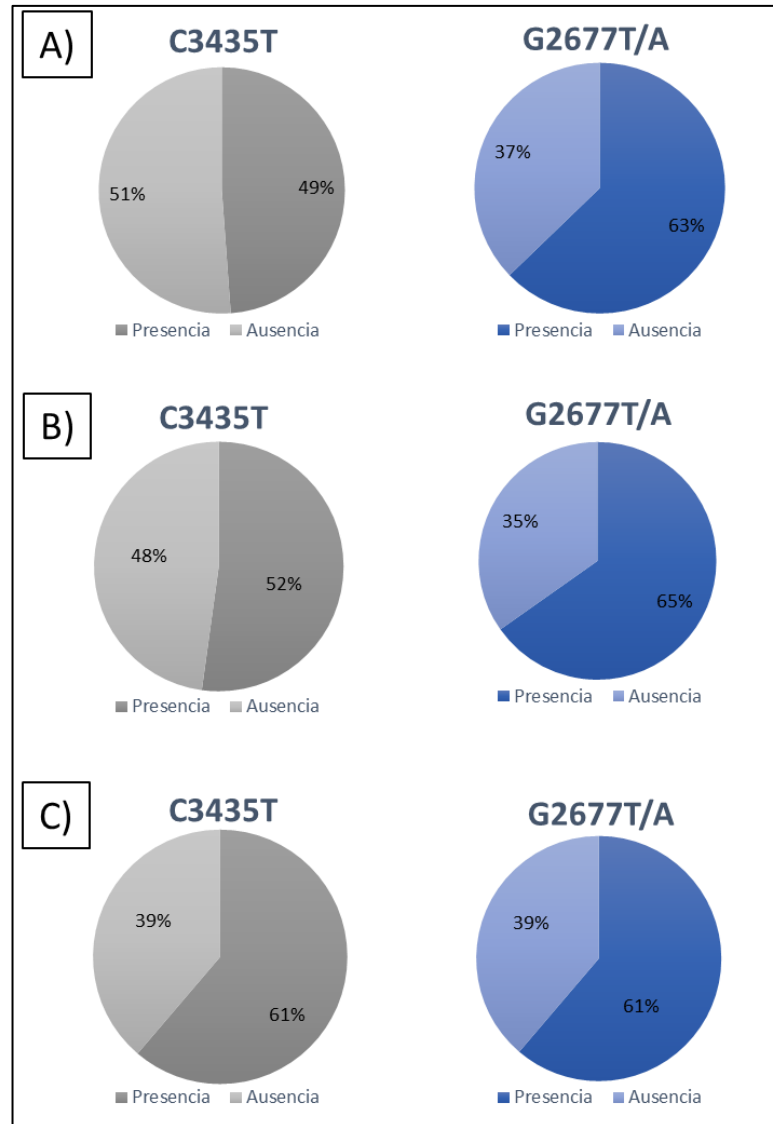 A)
C3435T
51%
49%
Presencia Ausencia
G2677T/A
37%
63%
Presencia Ausencia
B)
C3435T
48%
52%
Presencia Ausencia
G2677T/A
35%
65%
Presencia Ausencia
C)
C3435T
39%
61%
Presencia Ausencia
G2677T/A
39%
61%
Presencia Ausencia